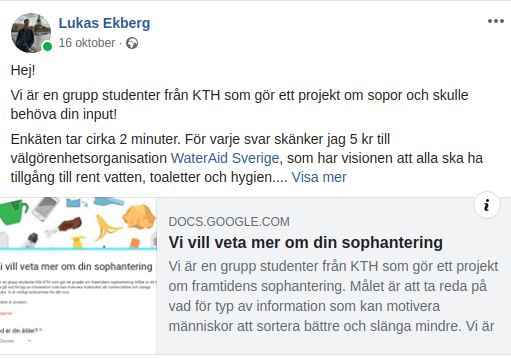 Lukas Ekberg
16 oktober ·
Hej!
Vi är en grupp studenter från KTH som gör ett projekt om sopor och skulle
behöva din input!
Enkäten tar cirka 2 minuter. För varje svar skänker jag 5 kr till
välgörenhetsorganisation WaterAid Sverige, som har visionen att alla ska ha
tillgång till rent vatten, toaletter och hygien.... Visa mer
i vill veta mer om din sophantering
d är din ålder? *
DOCS.GOOGLE.COM
i
Vi vill veta mer om din sophantering
Vi är en grupp studenter från KTH som gör ett projekt
om framtidens sophantering. Målet är att ta reda på
vad för typ av information som kan motivera
människor att sortera bättre och slänga mindre. Vi är